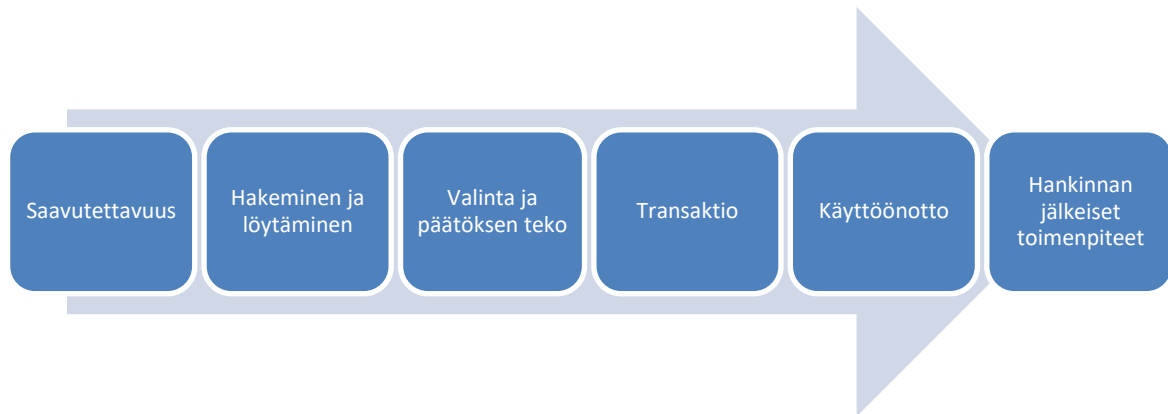 Saavutettavuus
Hakeminen ja
löytäminen
Valinta ja
päätöksen teko
Transaktio
Käyttöönotto
Hankinnan
jälkeiset
toimenpiteet